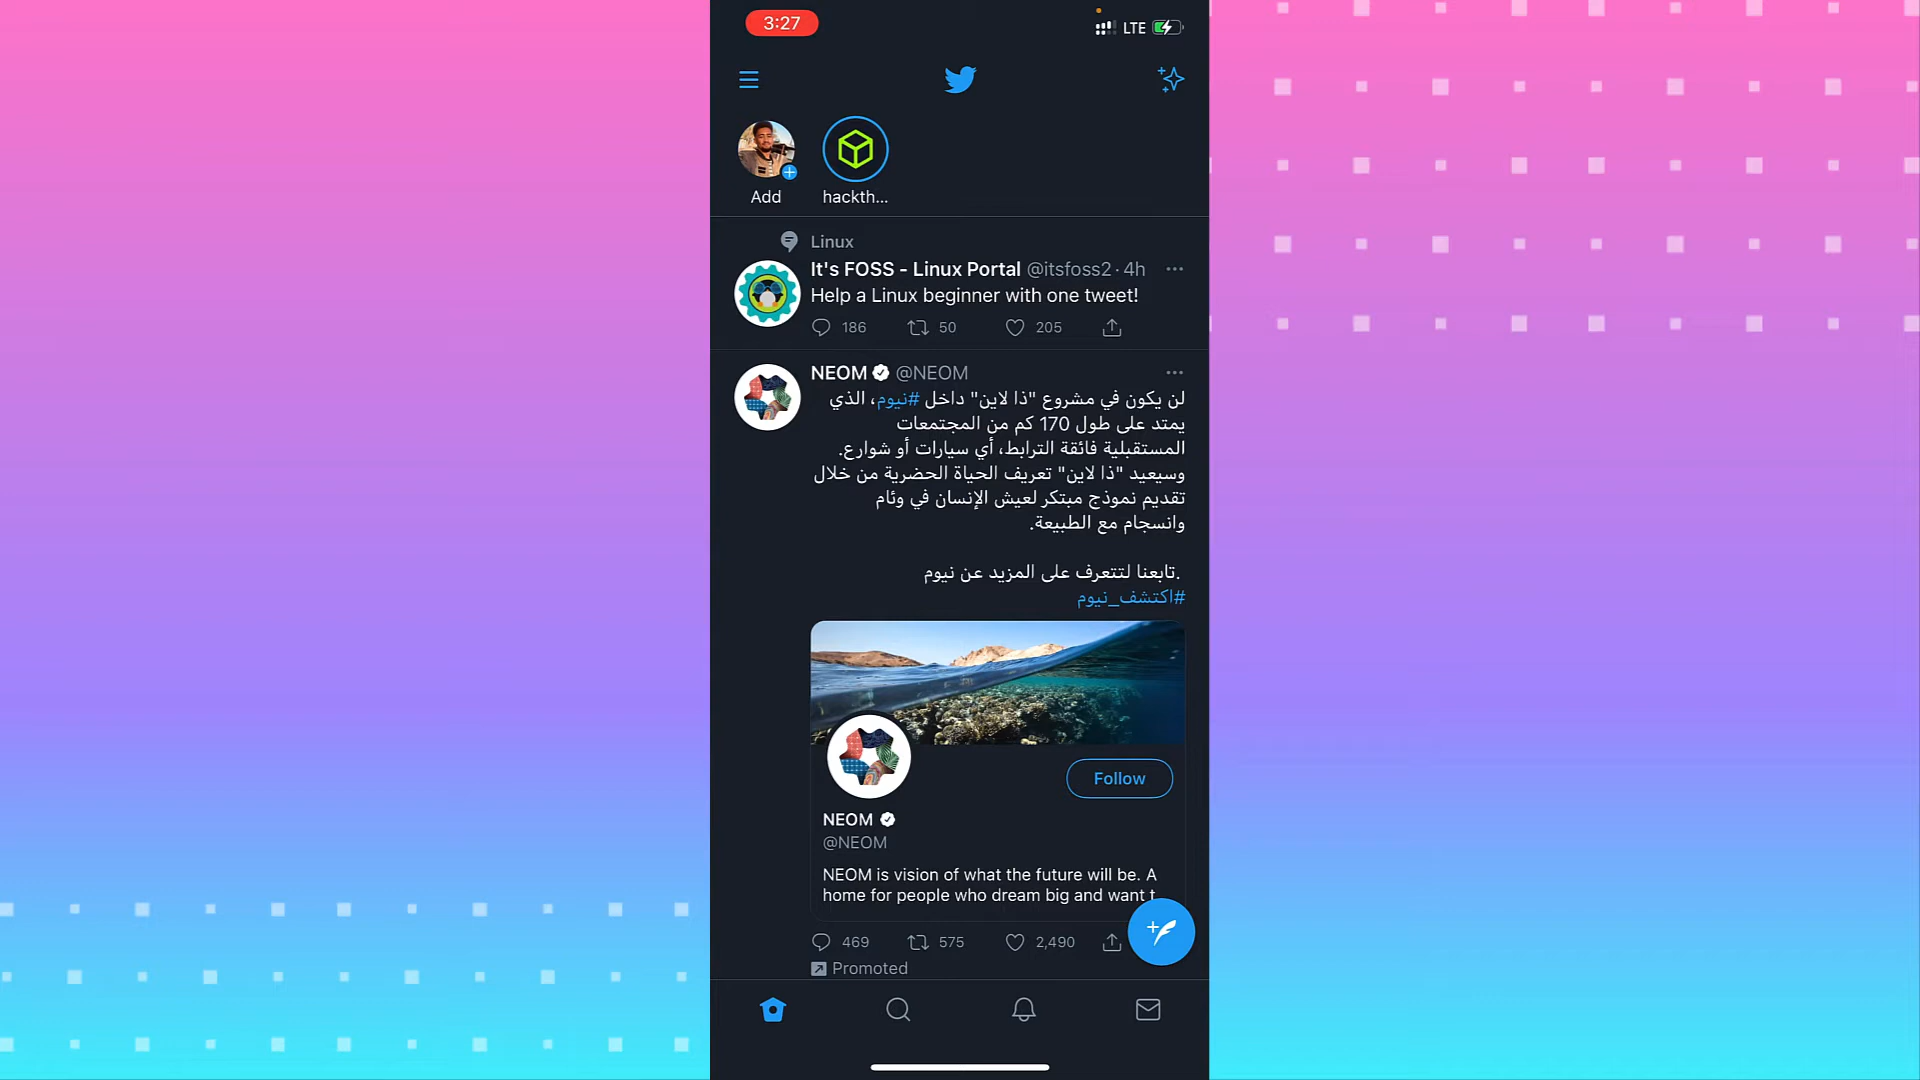 3:27
LTE
Add
hackth...
Linux
It's FOSS - Linux Portal @itsfoss2 · 4h
Help a Linux beginner with one tweet!
186 50 205
NEOM @NEOM
لن يكون في مشروع "ذا لاين" داخل #نيوم، الذي
يمتد على طول 170 كم من المجتمعات
المستقبلية فائقة الترابط، أي سيارات أو شوارع.
وسيعيد "ذا لاين" تعريف الحياة الحضرية من خلال
تقديم نموذج مبتكر لعيش الإنسان في وئام
وانسجام مع الطبيعة.
.تابعنا لتتعرف على المزيد عن نيوم
#اكتشف_نيوم
Follow
NEOM
@NEOM
NEOM is vision of what the future will be. A
home for people who dream big and want t
469 575 2,490
Promoted